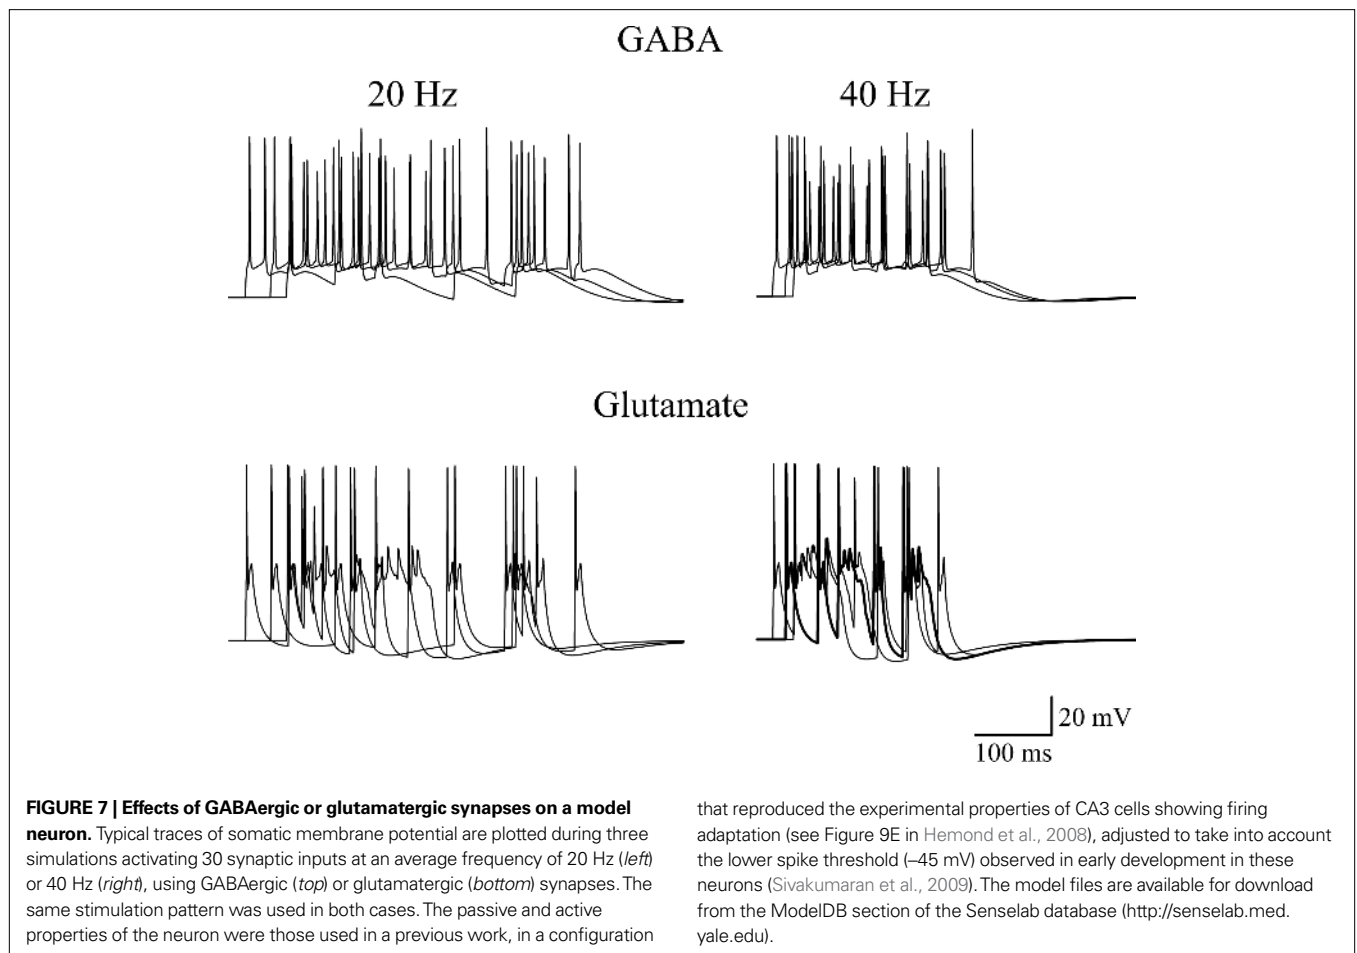 GABA
20 Hz
40 Hz
Glutamate
20 mV
100 ms
FIGURE 7 | Effects of GABAergic or glutamatergic synapses on a model
neuron. Typical traces of somatic membrane potential are plotted during three
simulations activating 30 synaptic inputs at an average frequency of 20 Hz (left)
or 40 Hz (right), using GABAergic (top) or glutamatergic (bottom) synapses. The
same stimulation pattern was used in both cases. The passive and active
properties of the neuron were those used in a previous work, in a configuration
that reproduced the experimental properties of CA3 cells showing firing
adaptation (see Figure 9E in Hemond et al., 2008), adjusted to take into account
the lower spike threshold (–45 mV) observed in early development in these
neurons (Sivakumaran et al., 2009). The model files are available for download
from the ModelDB section of the Senselab database (http://senselab.med.
yale.edu).